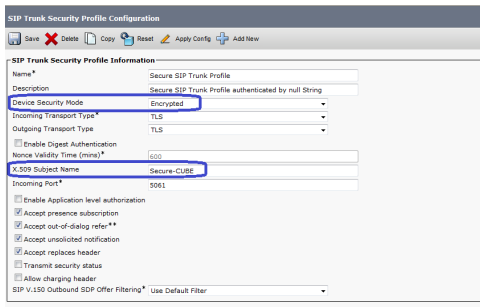 SIP Trunk Security Profile Configuration
Save Delete Copy Reset Apply Config Add New
SIP Trunk Security Profile Information
Name* Secure SIP Trunk Profile
Description Secure SIP Trunk Profile authenticated by null String
Device Security Mode Encrypted
Incoming Transport Type* TLS
Outgoing Transport Type TLS
Enable Digest Authentication
Nonce Validity Time (mins)* 600
X.509 Subject Name Secure-CUBE
Incoming Port* 5061
Enable Application level authorization
Accept presence subscription
Accept out-of-dialog refer**
Accept unsolicited notification
Accept replaces header
Transmit security status
Allow charging header
SIP V.150 Outbound SDP Offer Filtering* Use Default Filter